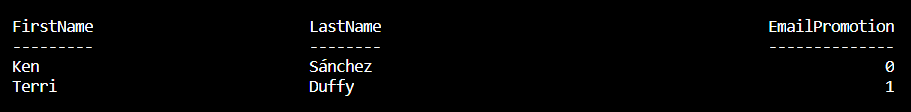 FirstName LastName EmailPromotion
--------- -------- --------------
Ken Sánchez 0
Terri Duffy 1